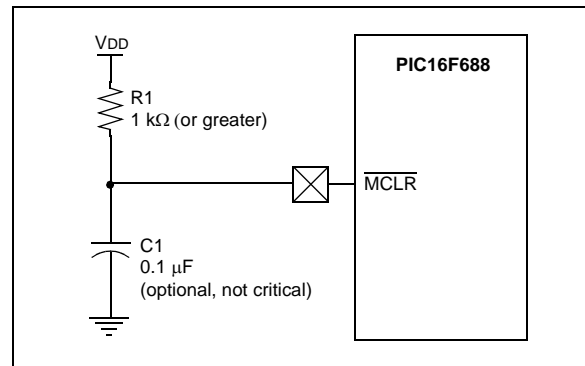 VDD
PIC16F688
R1
1 kΩ (or greater)
MCLR
C1
0.1 μF
(optional, not critical)